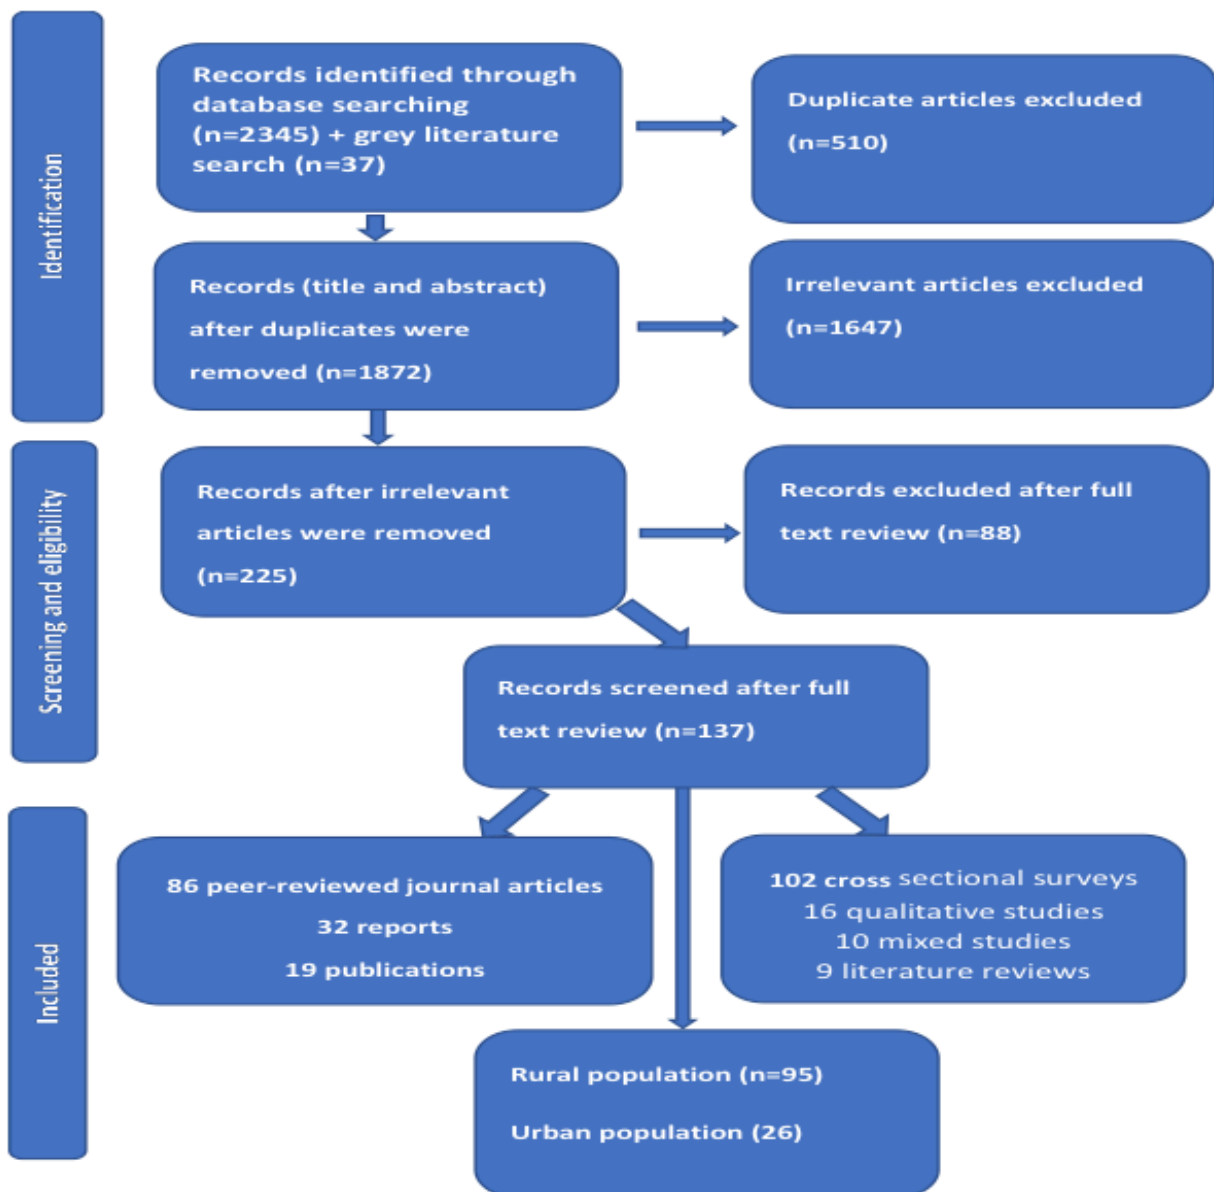 Identification
Records identified through
database searching
(n=2345) + grey literature
search (n=37)
Duplicate articles excluded
(n=510)
Records (title and abstract)
after duplicates were
removed (n=1872)
Irrelevant articles excluded
(n=1647)
Screening and eligibility
Records after irrelevant
articles were removed
(n=225)
Records excluded after full
text review (n=88)
Records screened after full
text review (n=137)
Included
86 peer-reviewed journal articles
32 reports
19 publications
102 cross sectional surveys
16 qualitative studies
10 mixed studies
9 literature reviews
Rural population (n=95)
Urban population (26)